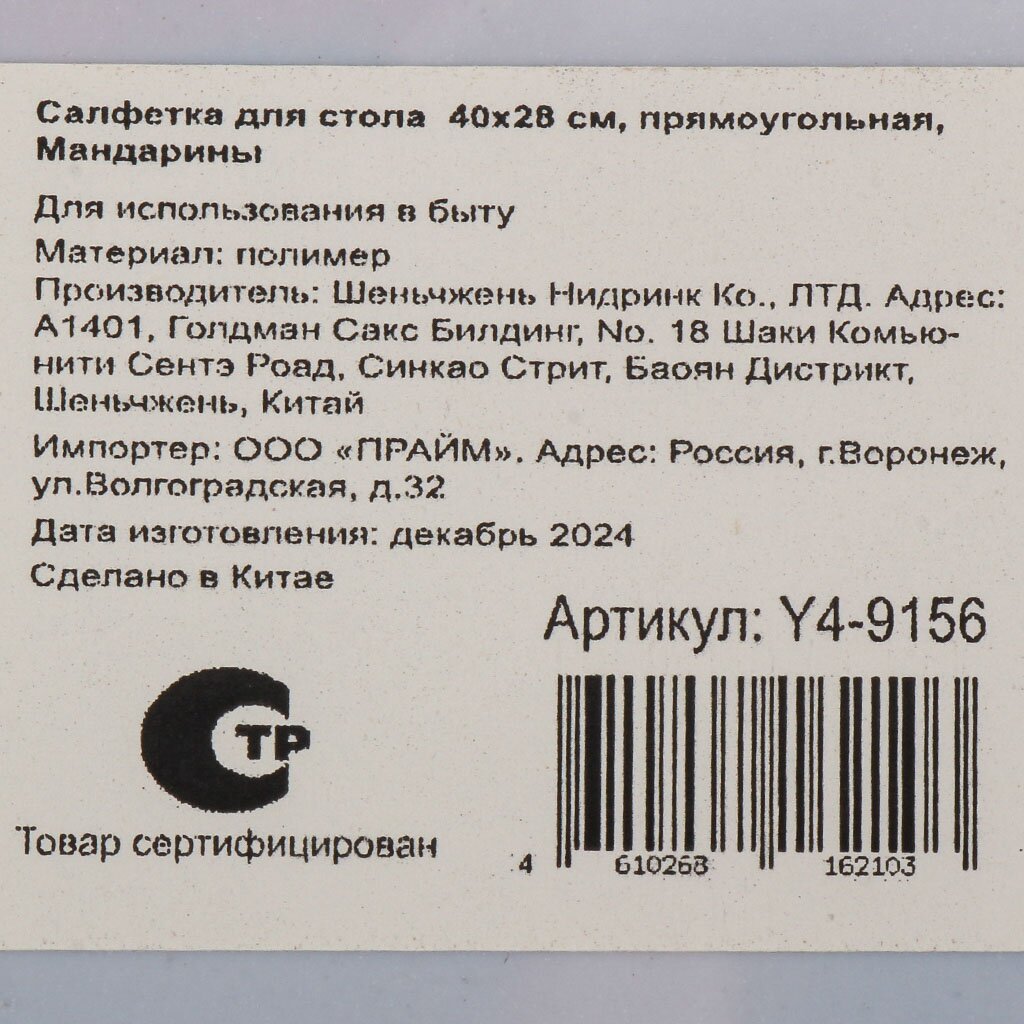 Салфетка для стола 40х28 см, прямоугольная,
Мандарины
Для использования в быту
Материал: полимер
Производитель: Шеньчжень Нидринк Ко., ЛТД. Адрес:
А1401, Голдман Сакс Билдинг, No. 18 Шаки Комью-
нити Сентэ Роад, Синкао Стрит, Баоян Дистрикт,
Шеньчжень, Китай
Импортер: ООО «ПРАЙМ». Адрес: Россия, г.Воронеж,
ул.Волгоградская, д.32
Дата изготовления: декабрь 2024
Сделано в Китае
Артикул: Y4-9156
ТР
Товар сертифицирован
4 610268 162103